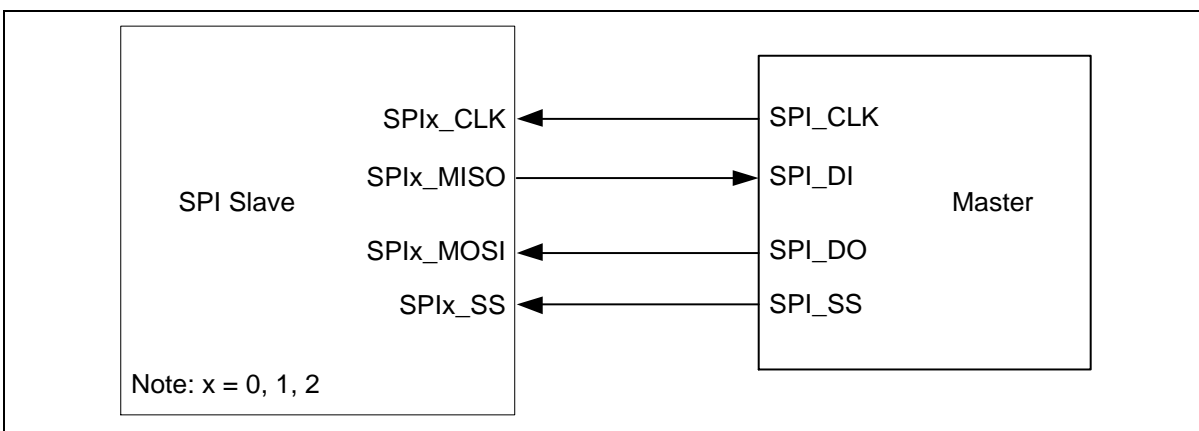 SPIx_CLK
SPI_CLK
SPIx_MISO
SPI_DI
SPI Slave
Master
SPIx_MOSI
SPI_DO
SPIx_SS
SPI_SS
Note: x = 0, 1, 2